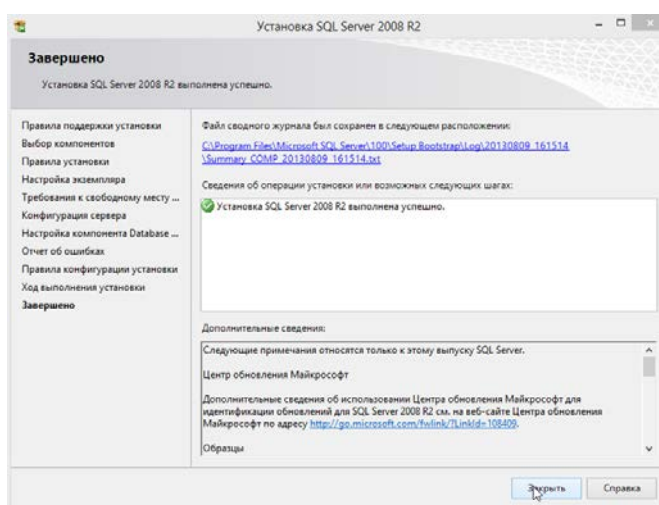 Установка SQL Server 2008 R2
Завершено
Установка SQL Server 2008 R2 выполнена успешно.
Правила поддержки установки
Выбор компонентов
Правила установки
Настройка экземпляра
Требования к свободному месту ...
Конфигурация сервера
Настройка компонента Database ...
Отчет об ошибках
Правила конфигурации установки
Ход выполнения установки
Завершено
Файл сводного журнала был сохранен в следующем расположении:
C:\Program Files\Microsoft SQL Server\100\Setup Bootstrap\Log\20130809_161514
\Summary_COMP_20130809_161514.txt
Сведения об операции установки или возможных следующих шагах:
Установка SQL Server 2008 R2 выполнена успешно.
Дополнительные сведения:
Следующие примечания относятся только к этому выпуску SQL Server.
Центр обновления Майкрософт
Дополнительные сведения об использовании Центра обновления Майкрософт для
идентификации обновлений для SQL Server 2008 R2 см. на веб-сайте Центра обновления
Майкрософт по адресу http://go.microsoft.com/fwlink/?LinkId=108409.
Образцы
Закрыть
Справка